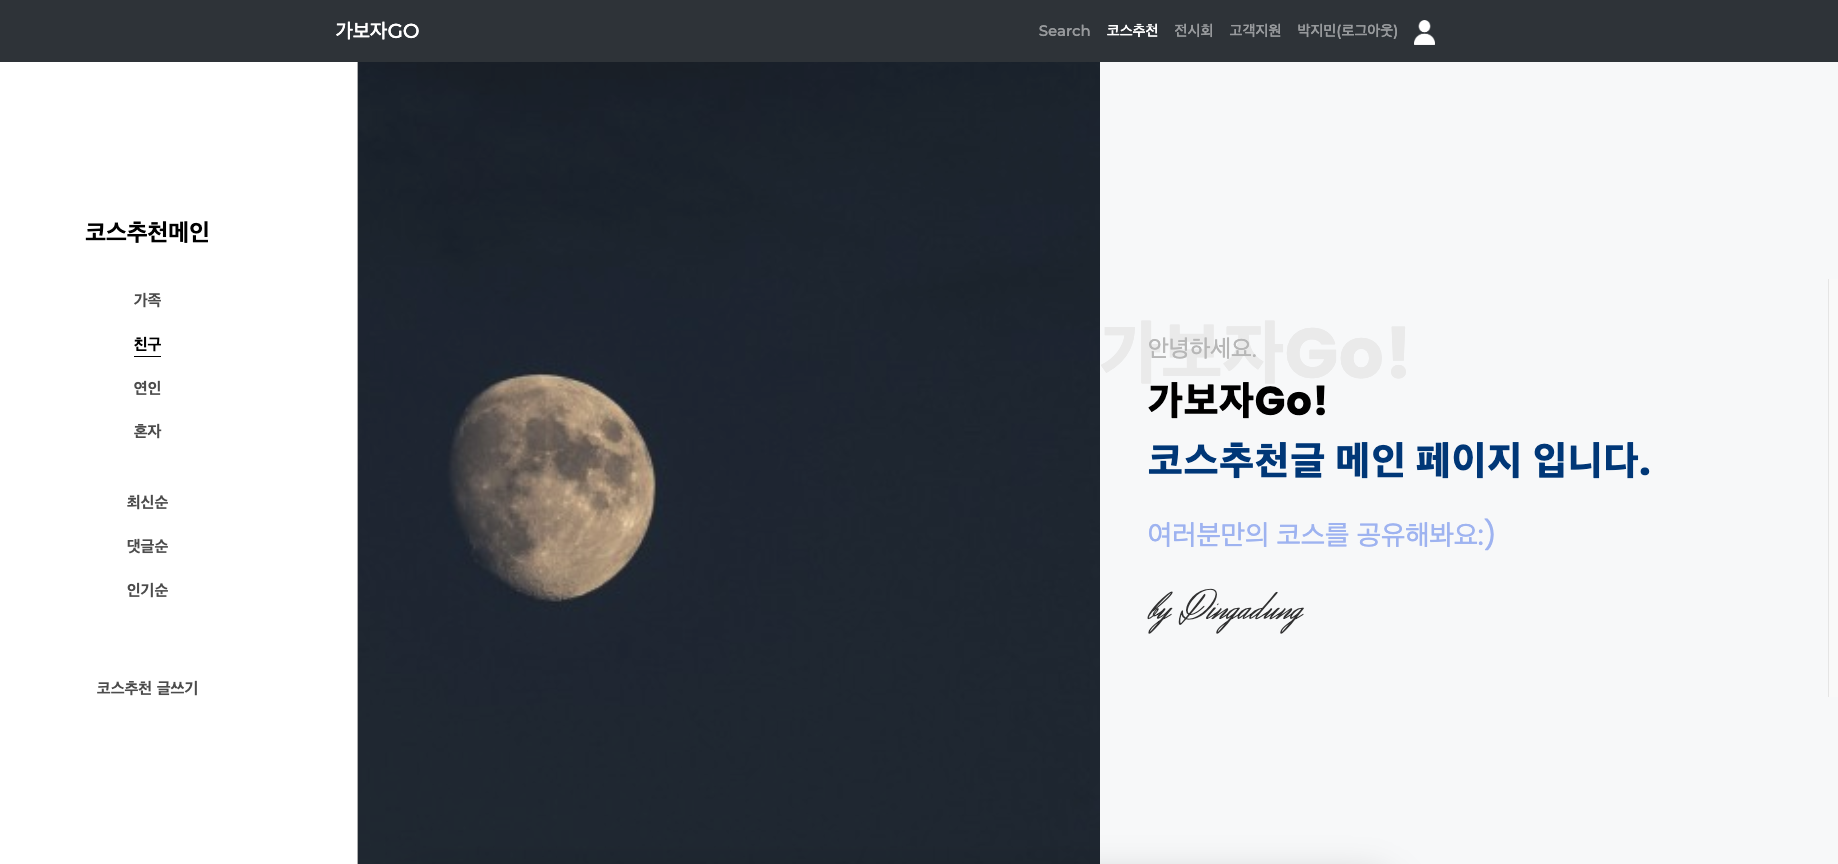 가보자GO
Search 코스추천 전시회 고객지원 박지민(로그아웃)
코스추천메인
가족
친구
연인
혼자
최신순
댓글순
인기순
코스추천 글쓰기
가보자Go!
안녕하세요.
가보자Go!
코스추천글 메인 페이지 입니다.
여러분만의 코스를 공유해봐요:)
by Dingadung